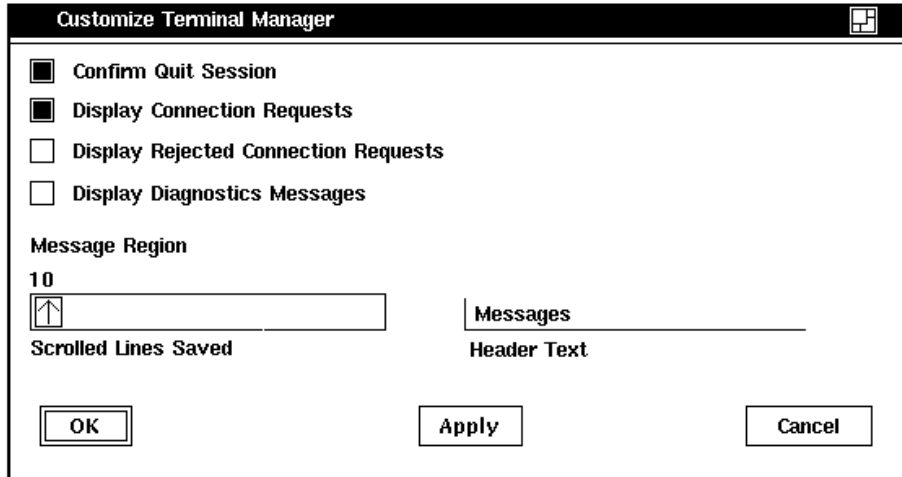 Customize Terminal Manager
Confirm Quit Session
Display Connection Requests
Display Rejected Connection Requests
Display Diagnostics Messages
Message Region
10
Messages
Scrolled Lines Saved
Header Text
OK
Apply
Cancel